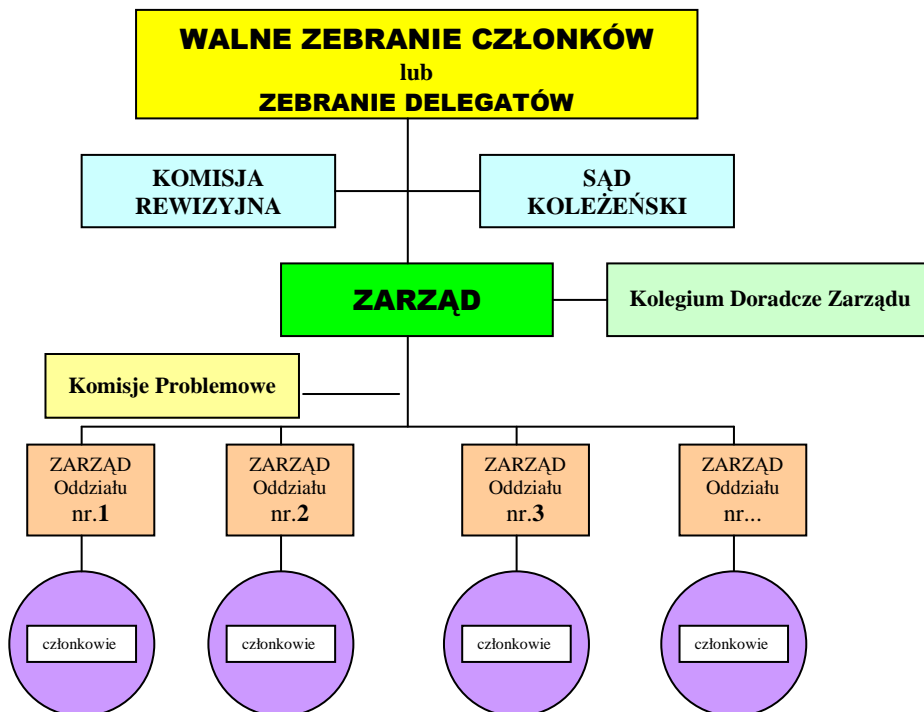 WALNE ZEBRANIE CZŁONKÓW
lub
ZEBRANIE DELEGATÓW
KOMISJA
REWIZYJNA
SĄD
KOLEŻEŃSKI
ZARZĄD
Kolegium Doradcze Zarządu
Komisje Problemowe
ZARZĄD
Oddziału
nr.1
ZARZĄD
Oddziału
nr.2
ZARZĄD
Oddziału
nr.3
ZARZĄD
Oddziału
nr...
członkowie
członkowie
członkowie
członkowie